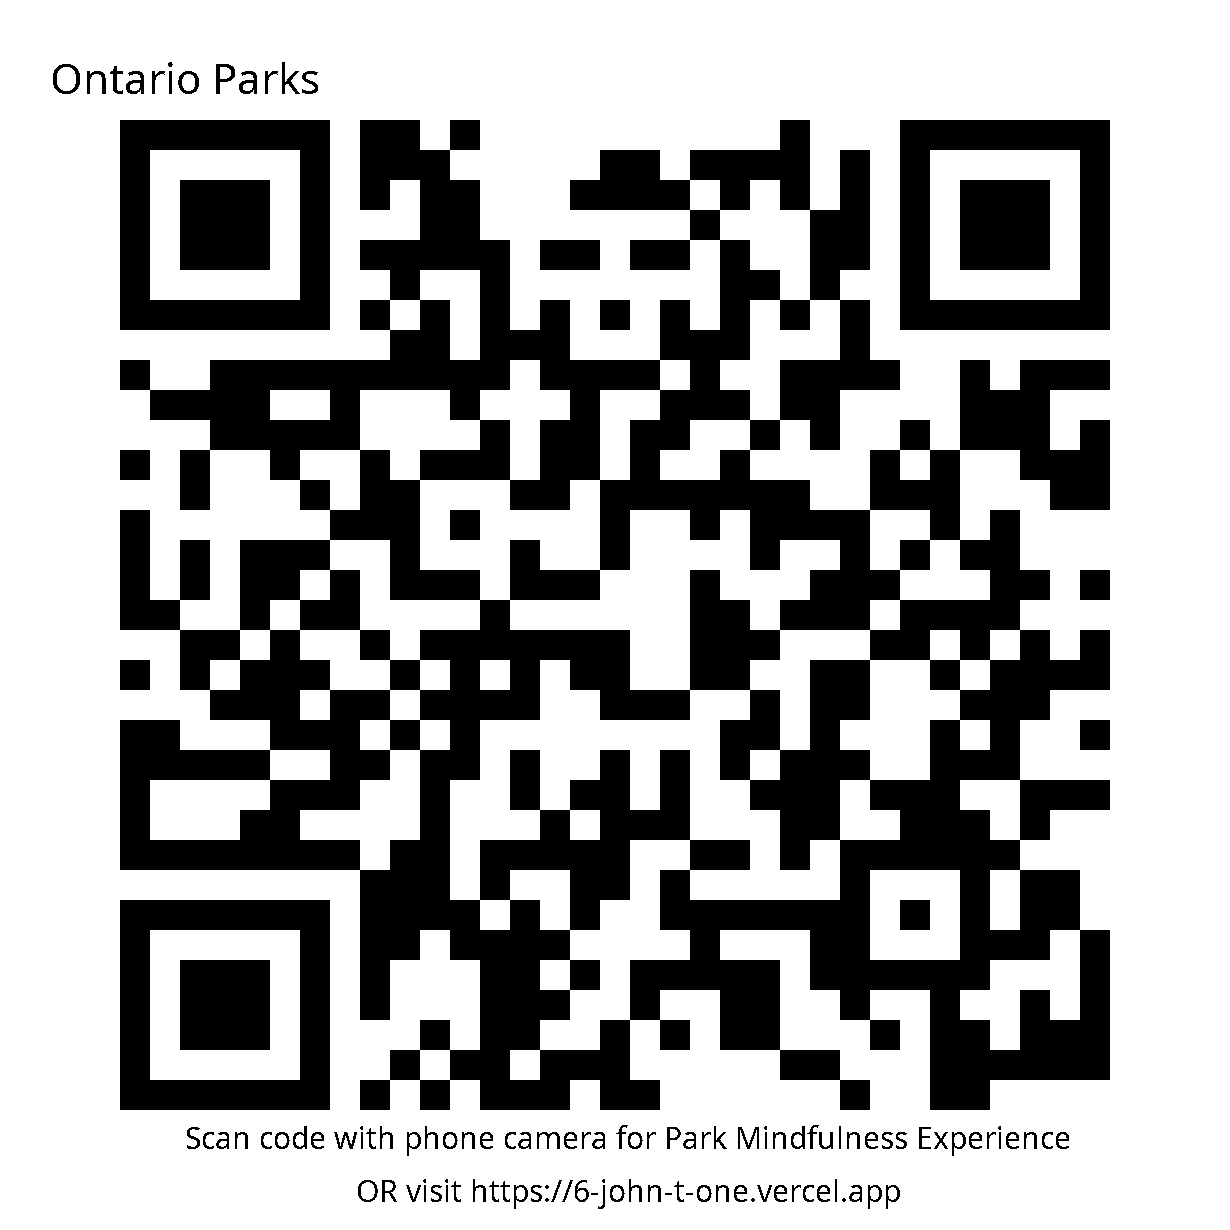 Ontario Parks
Scan code with phone camera for Park Mindfulness Experience
OR visit https://6-john-t-one.vercel.app